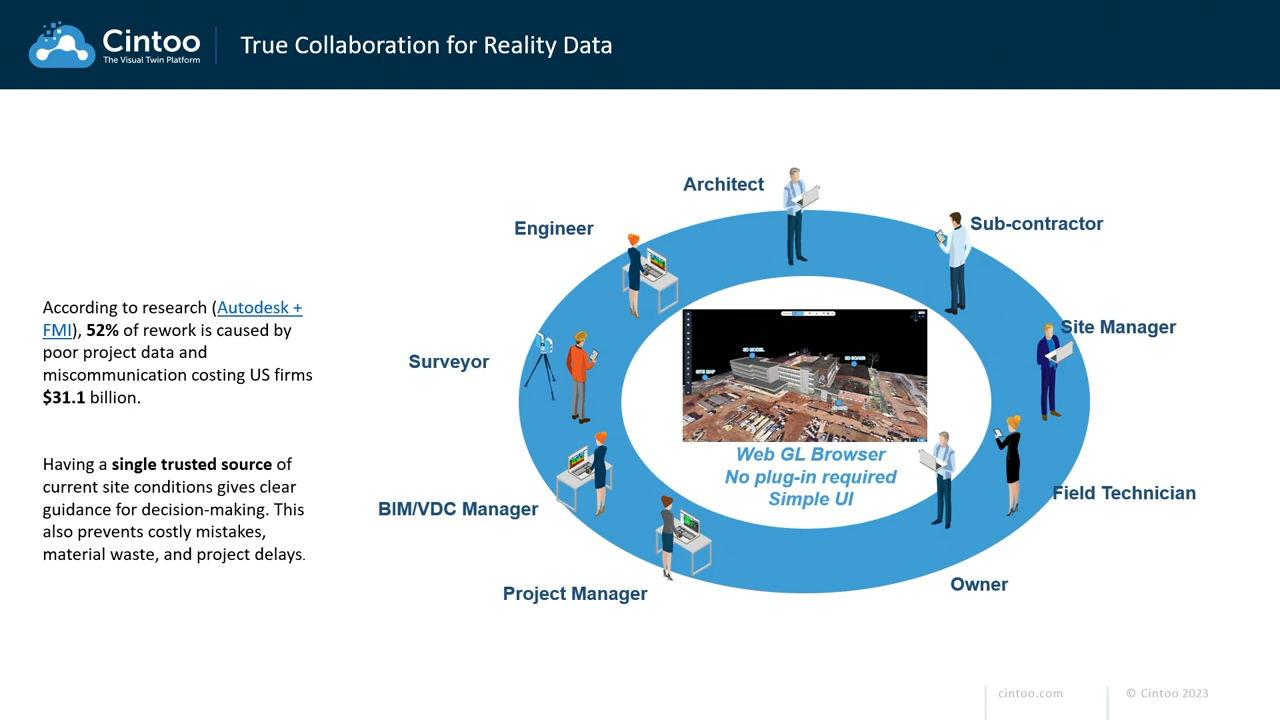 Cintoo
The Visual Twin Platform
True Collaboration for Reality Data
According to research (Autodesk +
FMI), 52% of rework is caused by
poor project data and
miscommunication costing US firms
$31.1 billion.
Having a single trusted source of
current site conditions gives clear
guidance for decision-making. This
also prevents costly mistakes,
material waste, and project delays.
Architect
Engineer
Sub-contractor
Site Manager
Surveyor
3D MODEL
SITE MAP
Web GL Browser
No plug-in required
Simple UI
Field Technician
BIM/VDC Manager
Owner
Project Manager
cintoo.com
© Cintoo 2023